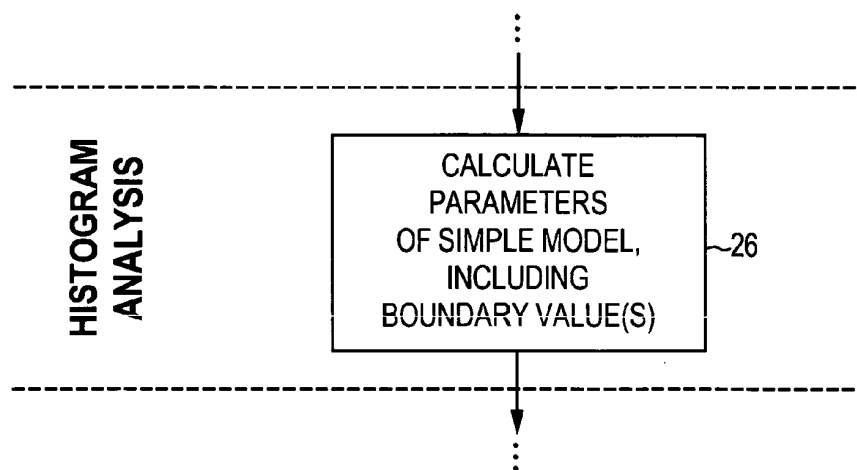 HISTOGRAM
ANALYSIS
CALCULATE
PARAMETERS
OF SIMPLE MODEL,
INCLUDING
BOUNDARY VALUE(S)
26